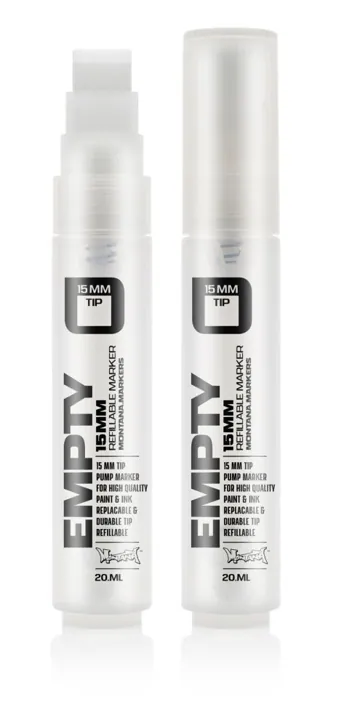 15 MM
TIP
EMPTY
15MM
REFILLABLE MARKER
MONTANA.MARKERS
15 MM TIP
PUMP MARKER
FOR HIGH QUALITY
PAINT & INK
REPLACABLE &
DURABLE TIP
REFILLABLE
MONTANA
20.ML
15 MM
TIP
EMPTY
15MM
REFILLABLE MARKER
MONTANA.MARKERS
15 MM TIP
PUMP MARKER
FOR HIGH QUALITY
PAINT & INK
REPLACABLE &
DURABLE TIP
REFILLABLE
MONTANA
20.ML